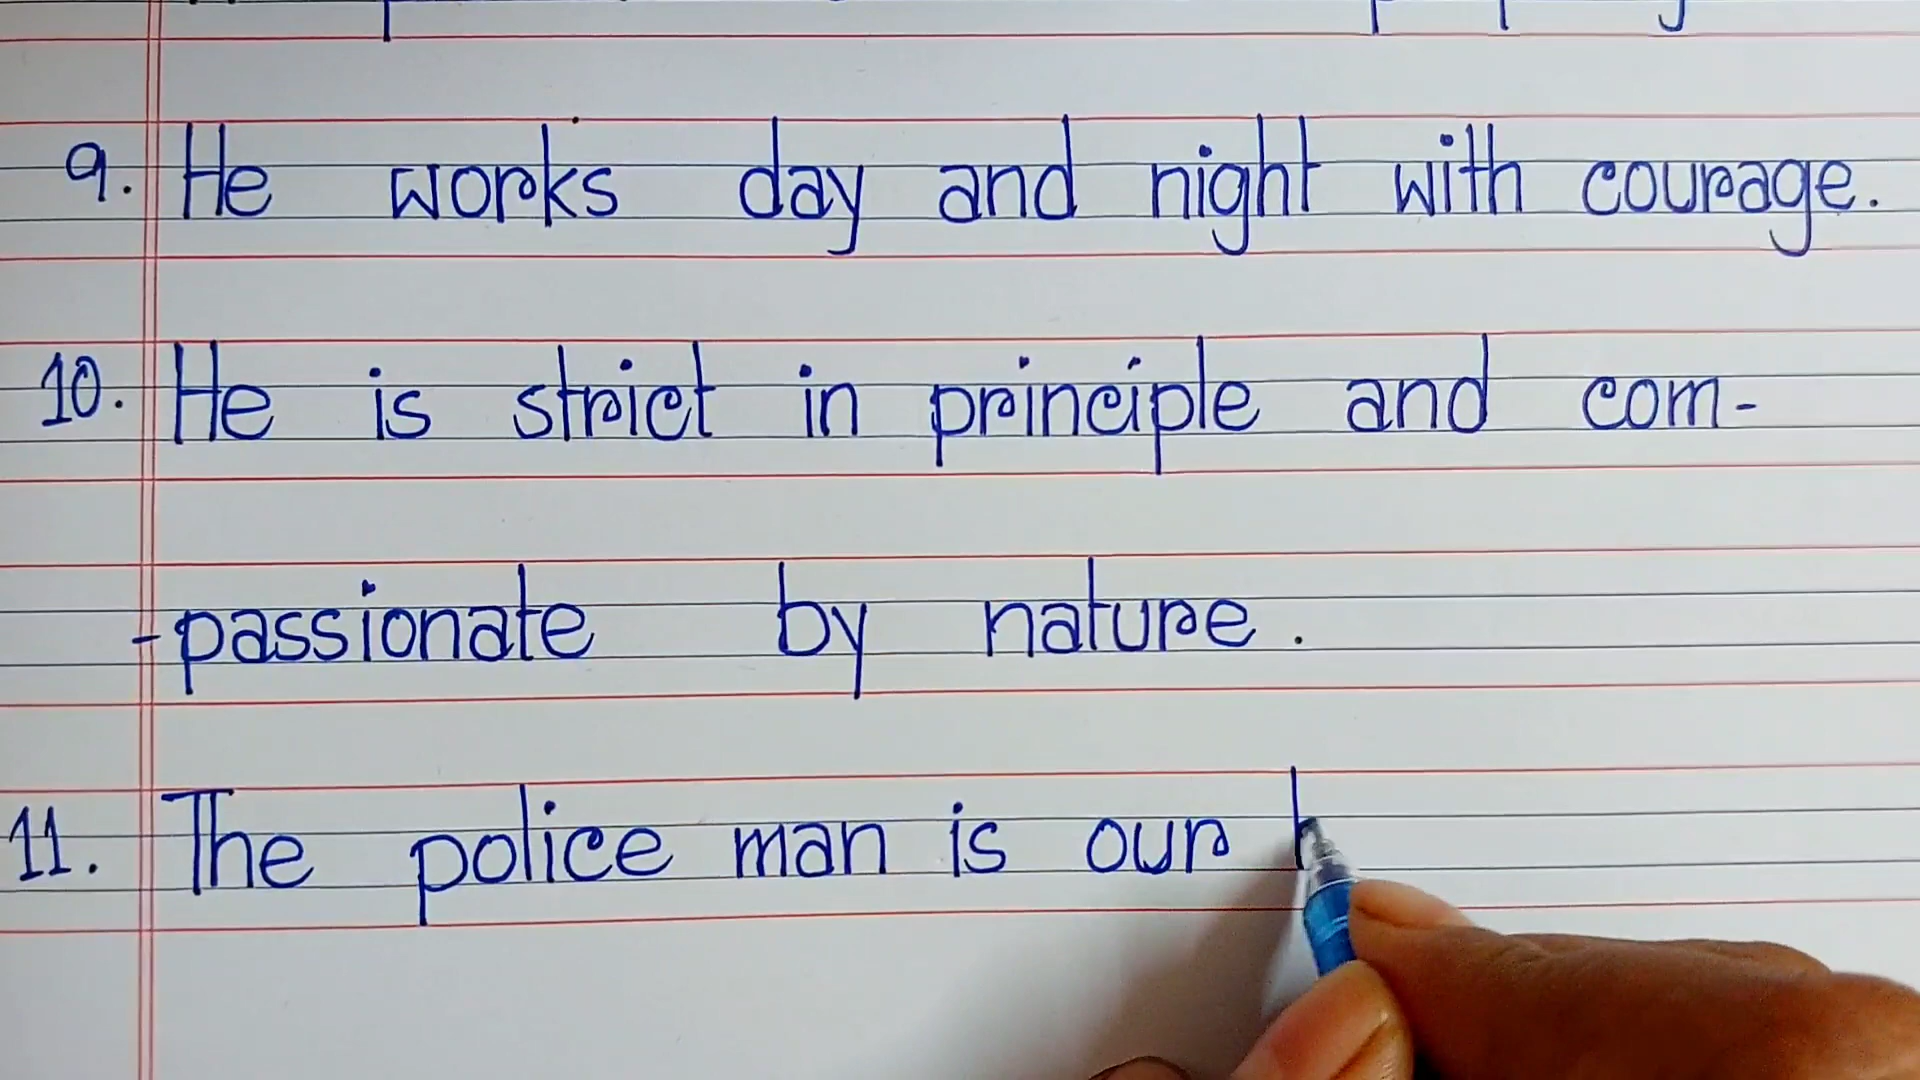 9. He works day and night with courage.
10. He is strict in principle and com-
-passionate by nature.
11. The police man is our